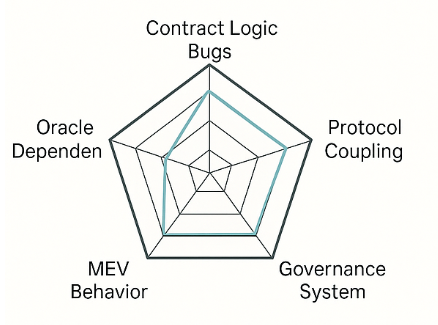 Contract Logic
Bugs
Oracle
Dependen
Protocol
Coupling
MEV
Behavior
Governance
System